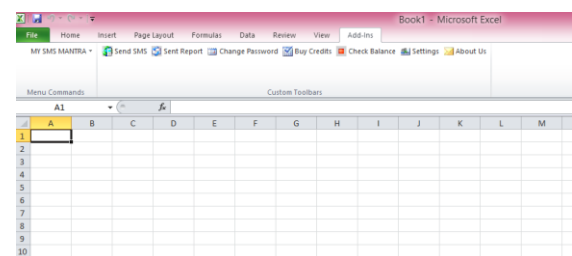 Book1 - Microsoft Excel
File Home Insert Page Layout Formulas Data Review View Add-Ins
MY SMS MANTRA Send SMS Sent Report Change Password Buy Credits Check Balance Settings About Us
Menu Commands Custom Toolbars
A1 fx
A B C D E F G H I J K L M
1
2
3
4
5
6
7
8
9
10